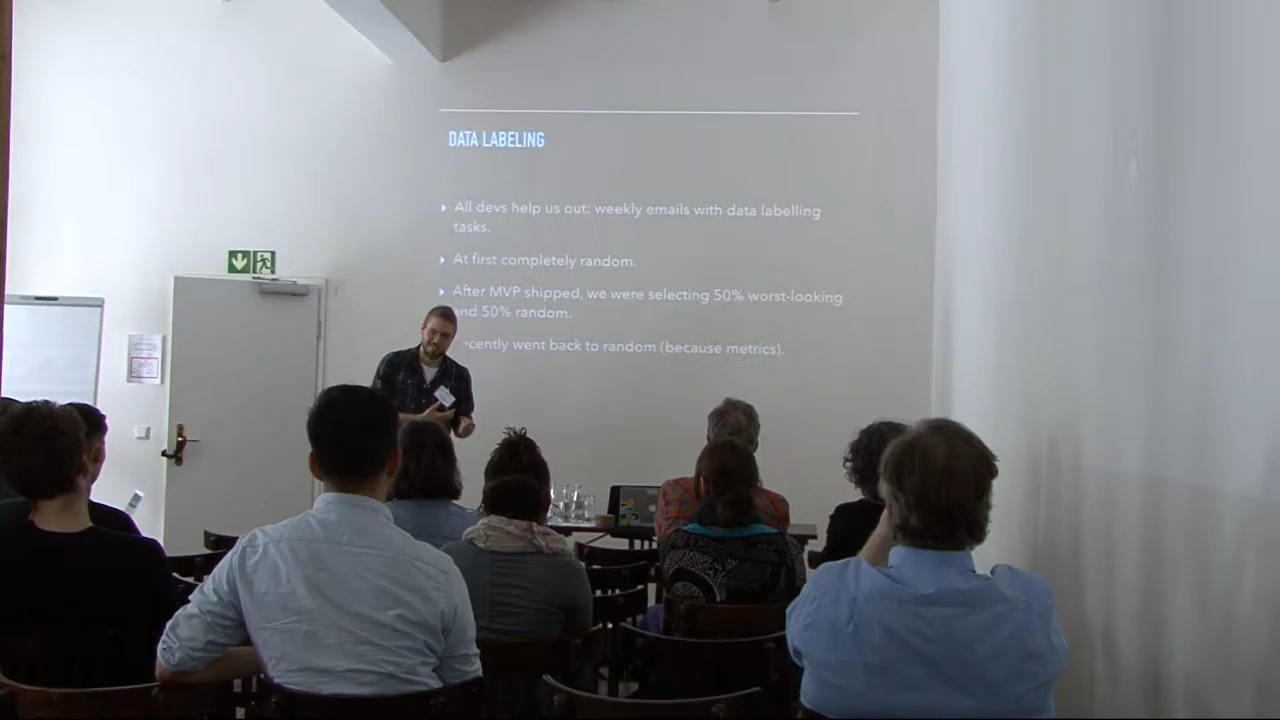 DATA LABELING
All devs help us out: weekly emails with data labelling
tasks.
At first completely random.
After MVP shipped, we were selecting 50% worst-looking
and 50% random.
went back to random (because metrics).